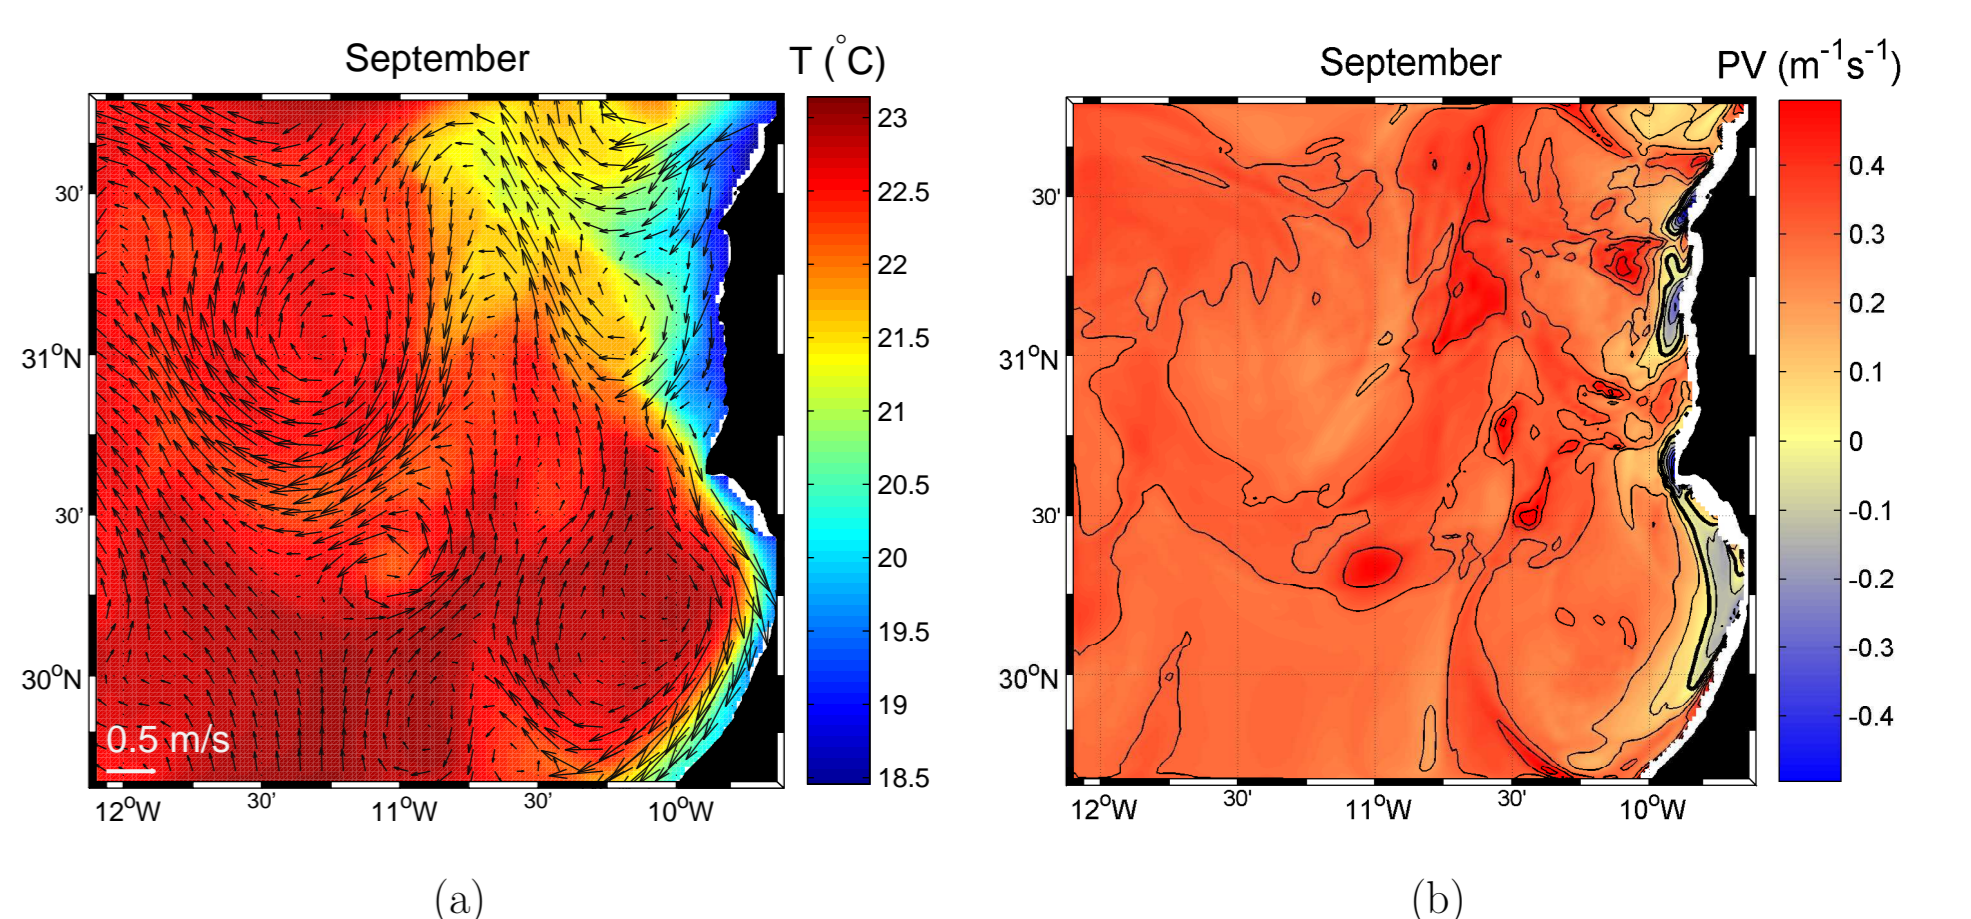 September
T (°C)
23
22.5
22
21.5
21
20.5
20
19.5
19
18.5
30'
31°N
30'
30°N
0.5 m/s
12°W
30'
11°W
30'
10°W
(a)
September
PV (m⁻¹s⁻¹)
0.4
0.3
0.2
0.1
0
-0.1
-0.2
-0.3
-0.4
30'
31°N
30'
30°N
12°W
30'
11°W
30'
10°W
(b)